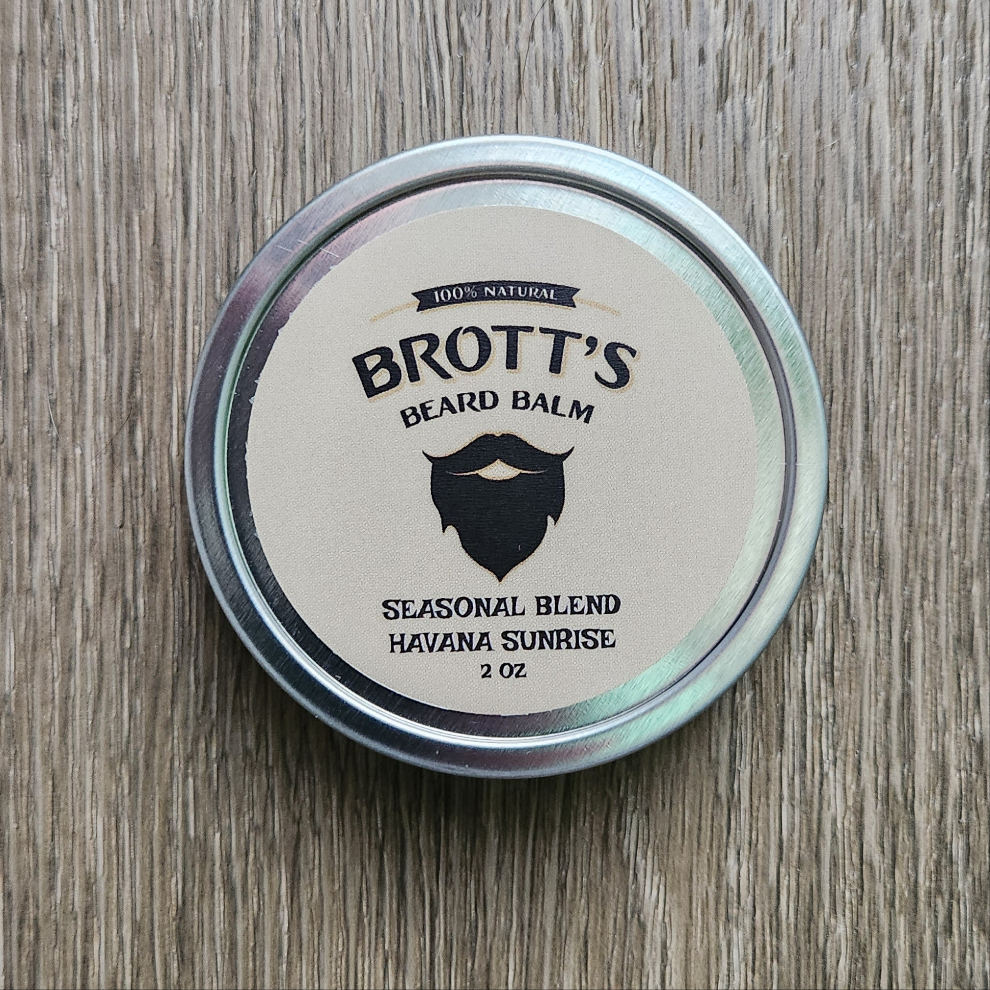 100% NATURAL
BROTT'S
BEARD BALM
SEASONAL BLEND
HAVANA SUNRISE
2 OZ